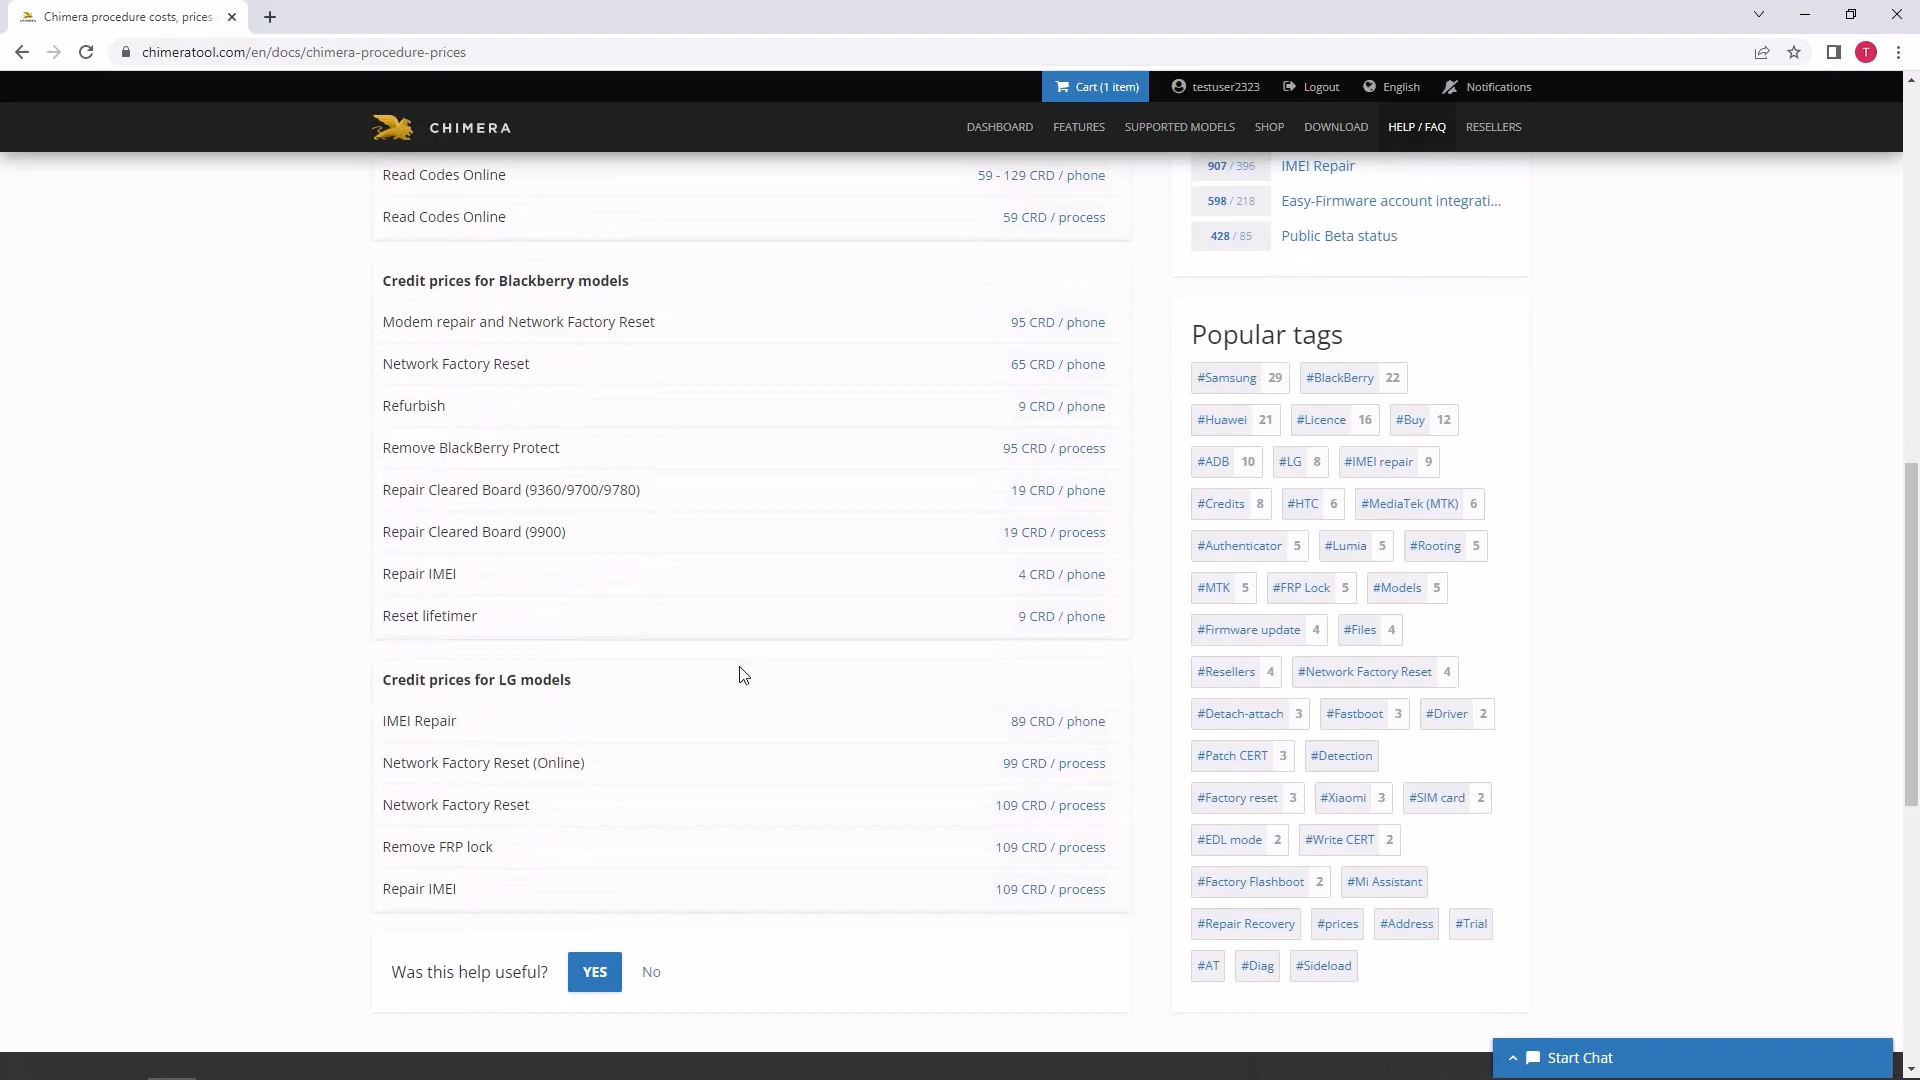 Chimera procedure costs, prices
chimeratool.com/en/docs/chimera-procedure-prices
T
Cart (1 item)
testuser2323
Logout
English
Notifications
CHIMERA
DASHBOARD
FEATURES
SUPPORTED MODELS
SHOP
DOWNLOAD
HELP / FAQ
RESELLERS
Read Codes Online 59 - 129 CRD / phone
Read Codes Online 59 CRD / process
Credit prices for Blackberry models
Modem repair and Network Factory Reset 95 CRD / phone
Network Factory Reset 65 CRD / phone
Refurbish 9 CRD / phone
Remove BlackBerry Protect 95 CRD / process
Repair Cleared Board (9360/9700/9780) 19 CRD / phone
Repair Cleared Board (9900) 19 CRD / process
Repair IMEI 4 CRD / phone
Reset lifetimer 9 CRD / phone
Credit prices for LG models
IMEI Repair 89 CRD / phone
Network Factory Reset (Online) 99 CRD / process
Network Factory Reset 109 CRD / process
Remove FRP lock 109 CRD / process
Repair IMEI 109 CRD / process
Was this help useful? YES No
907 / 396 IMEI Repair
598 / 218 Easy-Firmware account integrati...
428 / 85 Public Beta status
Popular tags
#Samsung 29 #BlackBerry 22
#Huawei 21 #Licence 16 #Buy 12
#ADB 10 #LG 8 #IMEI repair 9
#Credits 8 #HTC 6 #MediaTek (MTK) 6
#Authenticator 5 #Lumia 5 #Rooting 5
#MTK 5 #FRP Lock 5 #Models 5
#Firmware update 4 #Files 4
#Resellers 4 #Network Factory Reset 4
#Detach-attach 3 #Fastboot 3 #Driver 2
#Patch CERT 3 #Detection
#Factory reset 3 #Xiaomi 3 #SIM card 2
#EDL mode 2 #Write CERT 2
#Factory Flashboot 2 #Mi Assistant
#Repair Recovery #prices #Address #Trial
#AT #Diag #Sideload
Start Chat